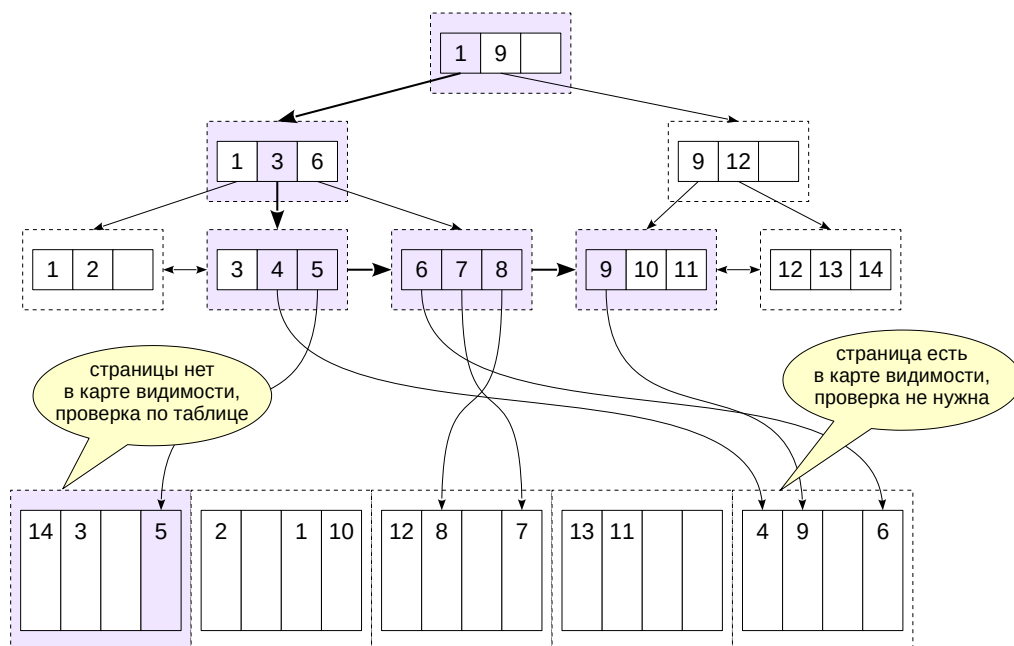 1 9
1 3 6
9 12
1 2
3 4 5
6 7 8
9 10 11
12 13 14
страницы нет
в карте видимости,
проверка по таблице
страница есть
в карте видимости,
проверка не нужна
14 3 5
2 1 10
12 8 7
13 11
4 9 6